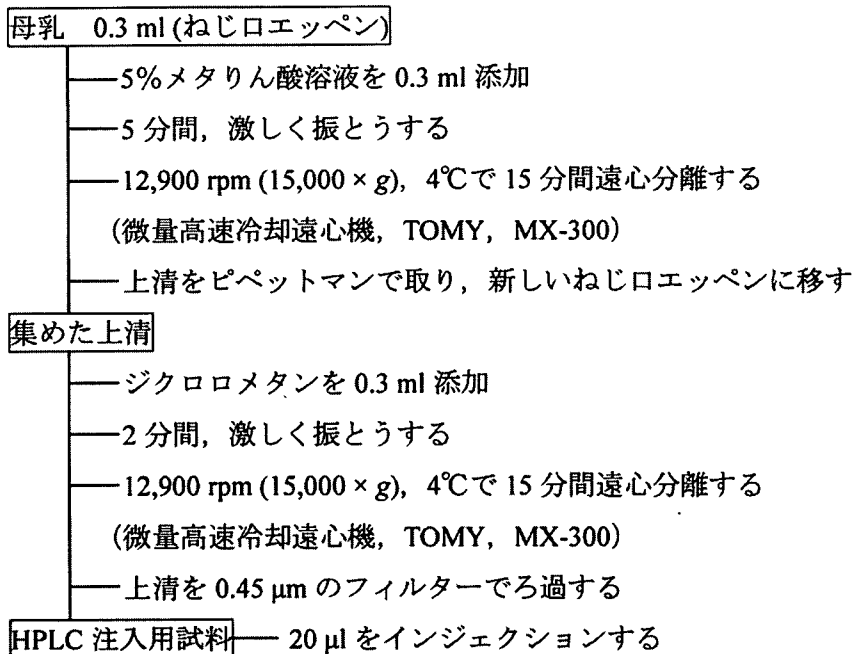 母乳 0.3 ml (ねじ口エッペン)
5%メタりん酸溶液を 0.3 ml 添加
5 分間，激しく振とうする
12,900 rpm (15,000 × g)，4℃で 15 分間遠心分離する
（微量高速冷却遠心機，TOMY，MX-300）
上清をピペットマンで取り，新しいねじ口エッペンに移す
集めた上清
ジクロロメタンを 0.3 ml 添加
2 分間，激しく振とうする
12,900 rpm (15,000 × g)，4℃で 15 分間遠心分離する
（微量高速冷却遠心機，TOMY，MX-300）
上清を 0.45 μm のフィルターでろ過する
HPLC 注入用試料 20 μl をインジェクションする